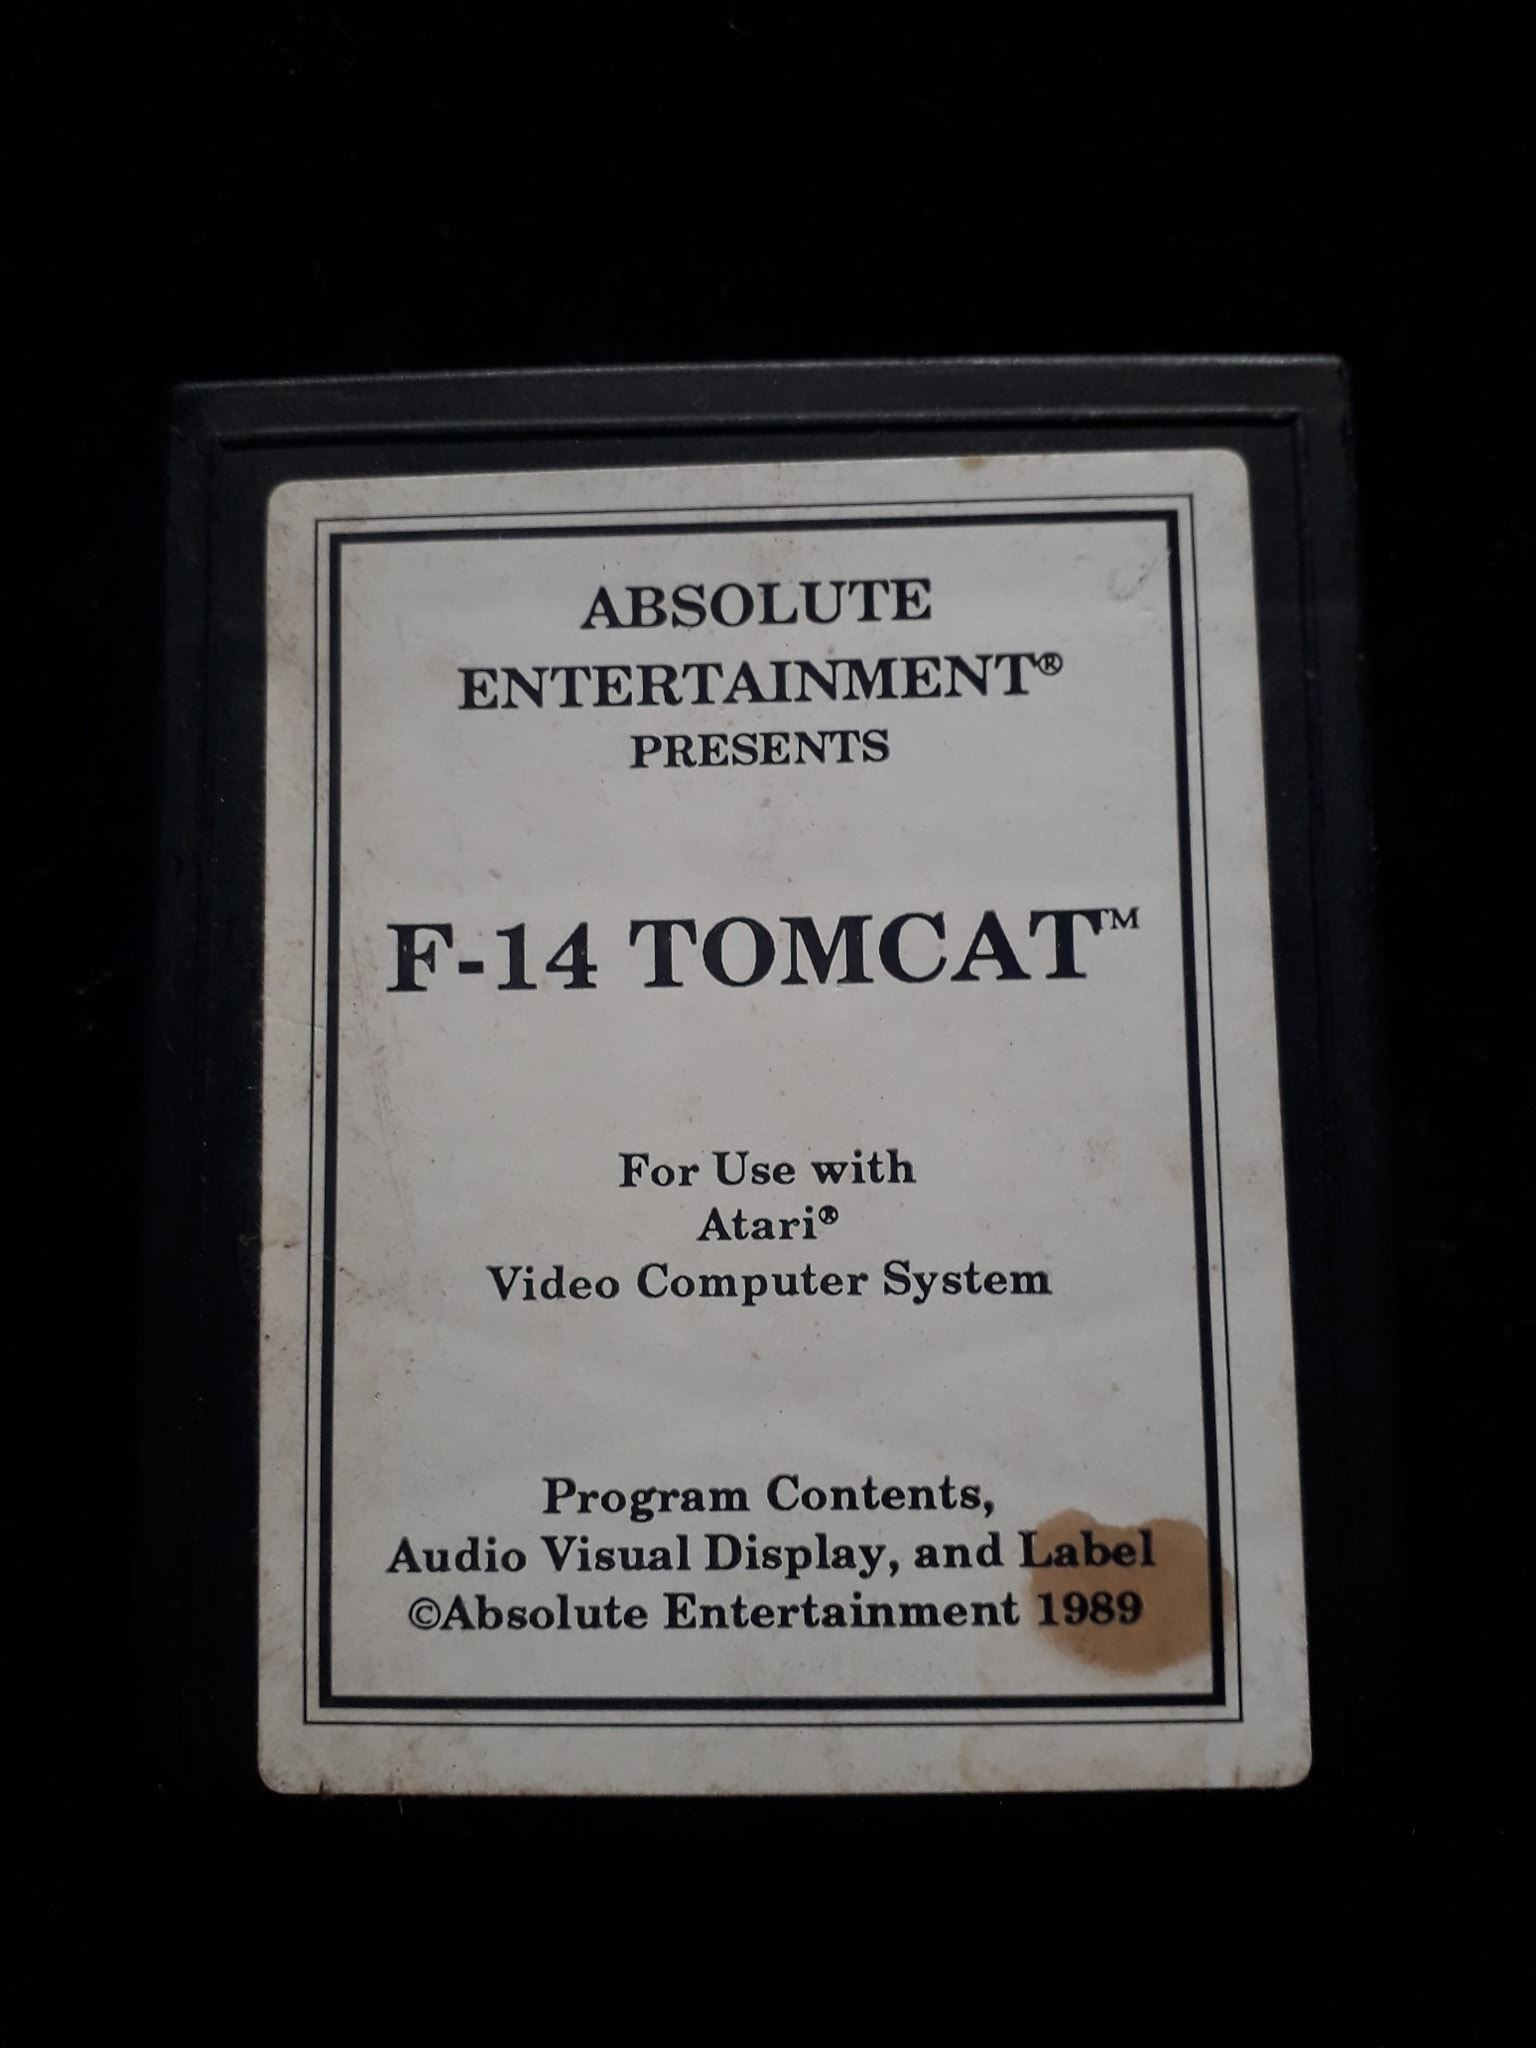 ABSOLUTE
ENTERTAINMENT®
PRESENTS
F-14 TOMCAT™
For Use with
Atari®
Video Computer System
Program Contents,
Audio Visual Display, and Label
©Absolute Entertainment 1989